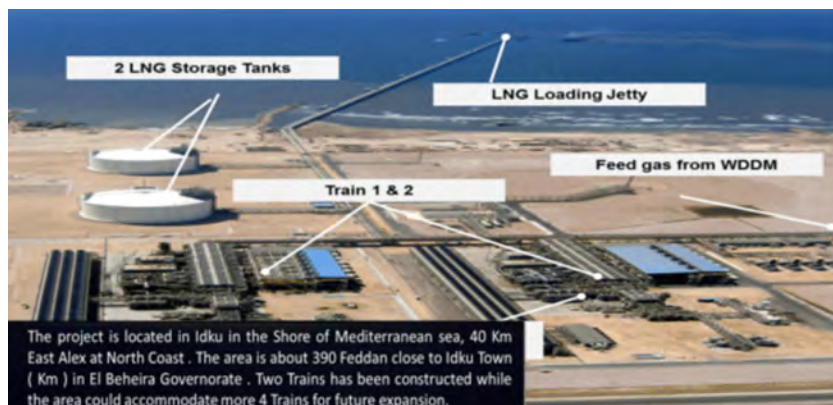 2 LNG Storage Tanks
LNG Loading Jetty
Feed gas from WDDM
Train 1 & 2
The project is located in Idku in the Shore of Mediterranean sea, 40 Km
East Alex at North Coast . The area is about 390 Feddan close to Idku Town
( Km ) in El Beheira Governorate . Two Trains has been constructed while
the area could accommodate more 4 Trains for future expansion.